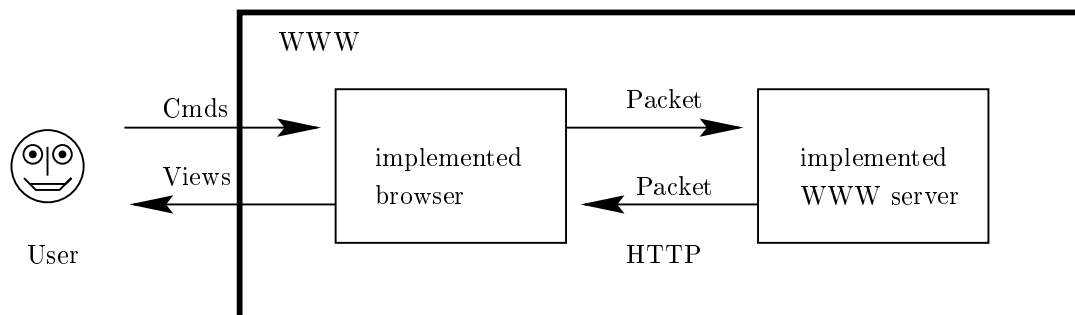 WWW
Cmds
Packet
implemented
browser
implemented
WWW server
Views
Packet
User
HTTP